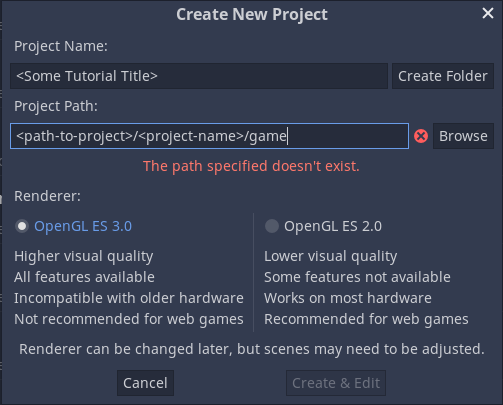 Create New Project
Project Name:
<Some Tutorial Title> Create Folder
Project Path:
<path-to-project>/<project-name>/game Browse
The path specified doesn't exist.
Renderer:
OpenGL ES 3.0 OpenGL ES 2.0
Higher visual quality Lower visual quality
All features available Some features not available
Incompatible with older hardware Works on most hardware
Not recommended for web games Recommended for web games
Renderer can be changed later, but scenes may need to be adjusted.
Cancel Create & Edit